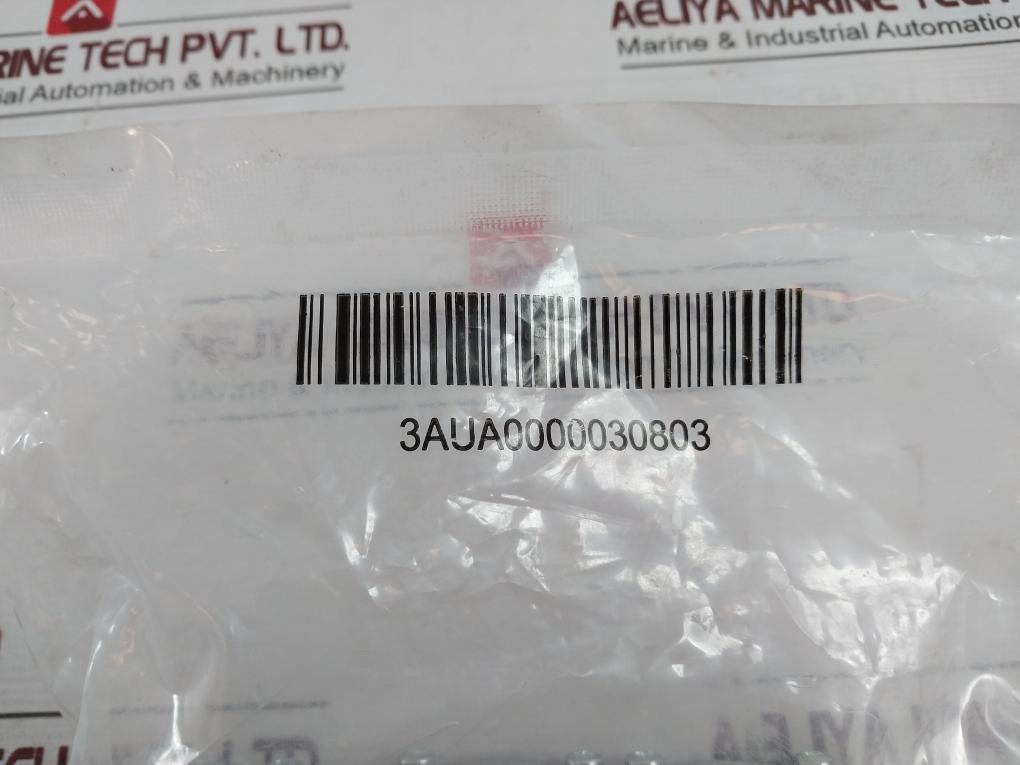 RINE TECH PVT. LTD.
ial Automation & Machinery
AELIYA MARINE TECH
Marine & Industrial Automation
3AUA0000030803